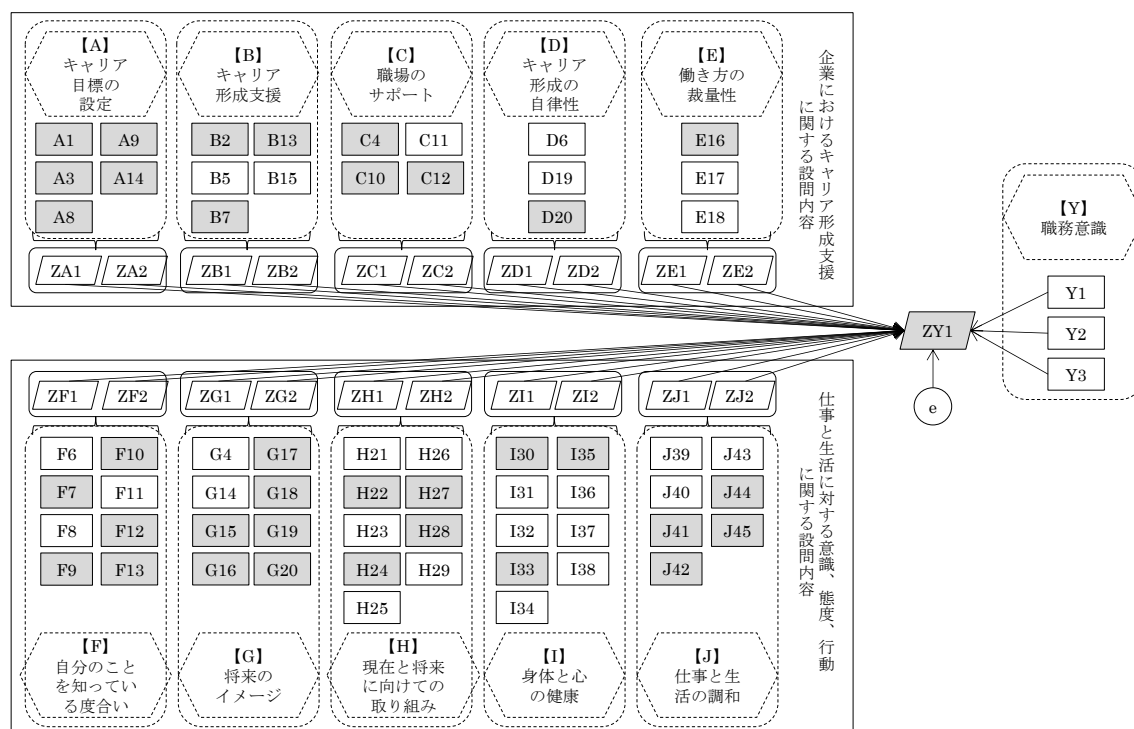 【A】
キャリア
目標の
設定
【B】
キャリア
形成支援
【C】
職場の
サポート
【D】
キャリア
形成の
自律性
【E】
働き方の
裁量性
企業におけるキャリア形成支援
に関する設問内容
A1 A9
A3 A14
A8
B2 B13
B5 B15
B7
C4 C11
C10 C12
D6
D19
D20
E16
E17
E18
ZA1 ZA2 ZB1 ZB2 ZC1 ZC2 ZD1 ZD2 ZE1 ZE2
【Y】
職務意識
Y1
Y2
Y3
ZY1
e
ZF1 ZF2 ZG1 ZG2 ZH1 ZH2 ZI1 ZI2 ZJ1 ZJ2
F6 F10
F7 F11
F8 F12
F9 F13
G4 G17
G14 G18
G15 G19
G16 G20
H21 H26
H22 H27
H23 H28
H24 H29
H25
I30 I35
I31 I36
I32 I37
I33 I38
I34
J39 J43
J40 J44
J41 J45
J42
仕事と生活に対する意識、態度、行動
に関する設問内容
【F】
自分のこと
を知ってい
る度合い
【G】
将来の
イメージ
【H】
現在と将来
に向けての
取り組み
【I】
身体と心
の健康
【J】
仕事と生
活の調和